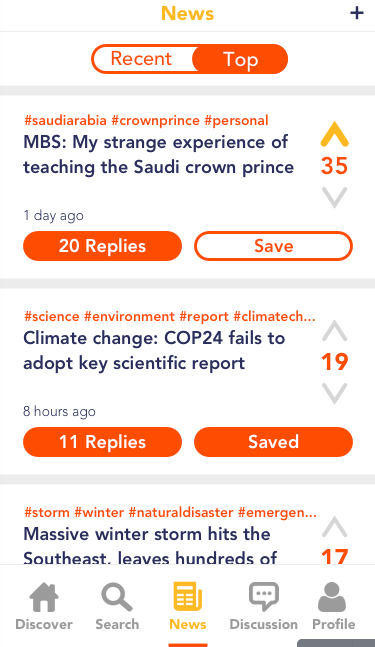 News
+
Recent Top
#saudiarabia #crownprince #personal
MBS: My strange experience of
teaching the Saudi crown prince
35
1 day ago
20 Replies Save
#science #environment #report #climatech...
Climate change: COP24 fails to
adopt key scientific report
19
8 hours ago
11 Replies Saved
#storm #winter #naturaldisaster #emergen...
Massive winter storm hits the
Southeast, leaves hundreds of
17
Discover Search News Discussion Profile